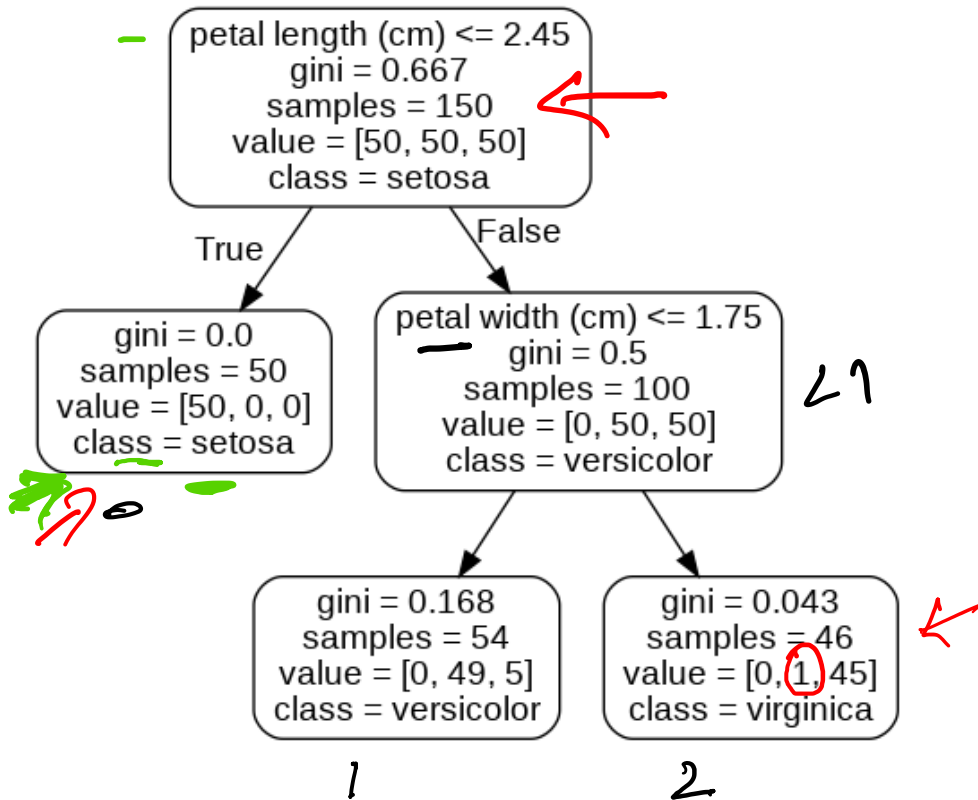 petal length (cm) <= 2.45
gini = 0.667
samples = 150
value = [50, 50, 50]
class = setosa
True
False
gini = 0.0
samples = 50
value = [50, 0, 0]
class = setosa
0
petal width (cm) <= 1.75
gini = 0.5
samples = 100
value = [0, 50, 50]
class = versicolor
<1
gini = 0.168
samples = 54
value = [0, 49, 5]
class = versicolor
1
gini = 0.043
samples = 46
value = [0, 1, 45]
class = virginica
2